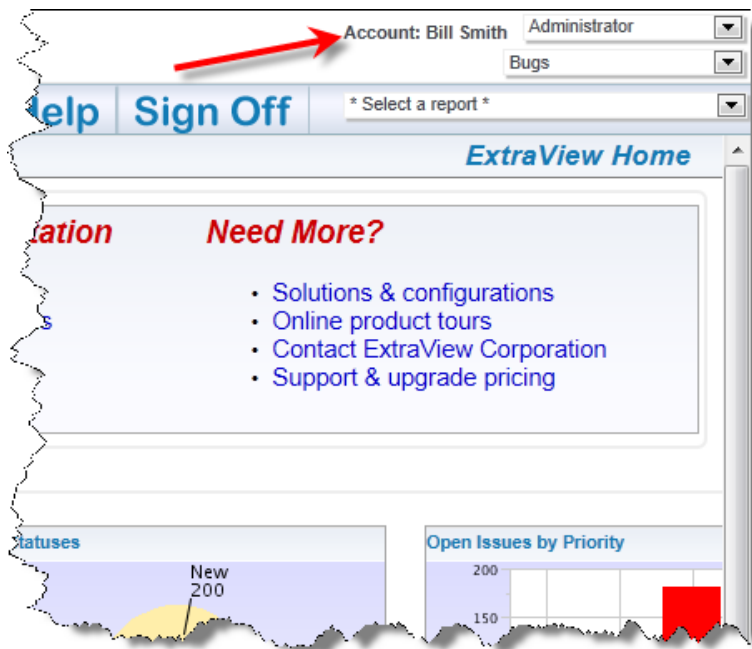 Account: Bill Smith Administrator
Bugs
Help Sign Off * Select a report *
ExtraView Home
Need More?
• Solutions & configurations
• Online product tours
• Contact ExtraView Corporation
• Support & upgrade pricing
Open Issues by Priority
New
200
200
150